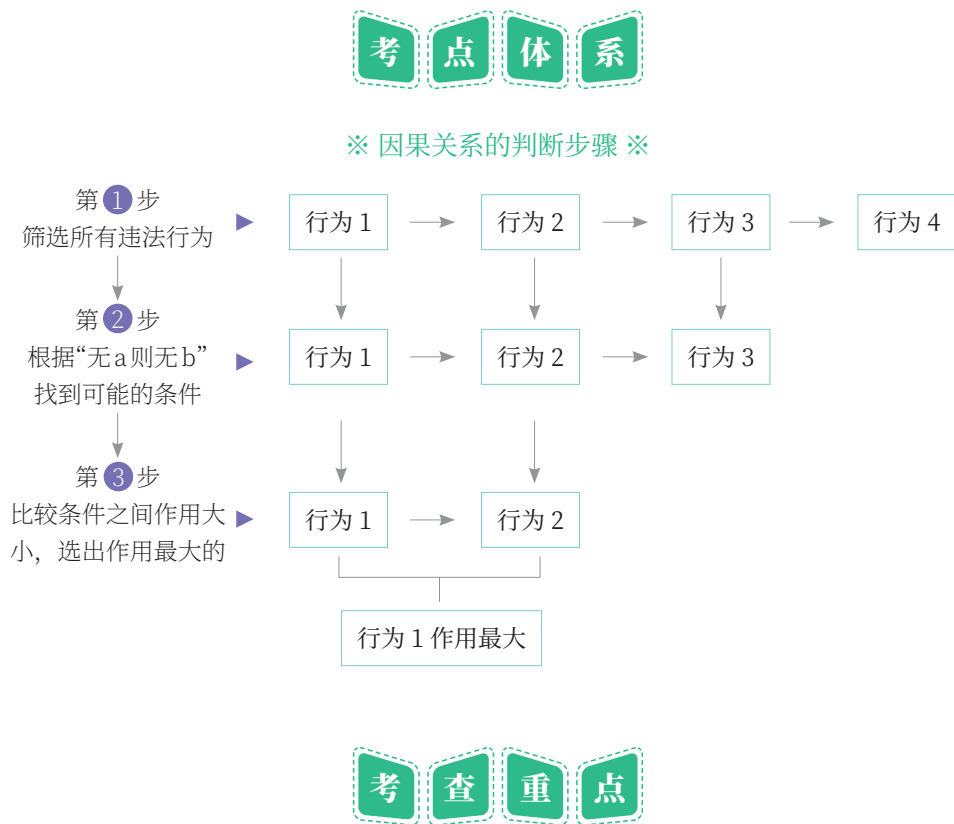 考点体系
※ 因果关系的判断步骤 ※
第1步
筛选所有违法行为
行为 1
行为 2
行为 3
行为 4
第2步
根据“无a则无b”
找到可能的条件
行为 1
行为 2
行为 3
第3步
比较条件之间作用大
小，选出作用最大的
行为 1
行为 2
行为 1 作用最大
考查重点